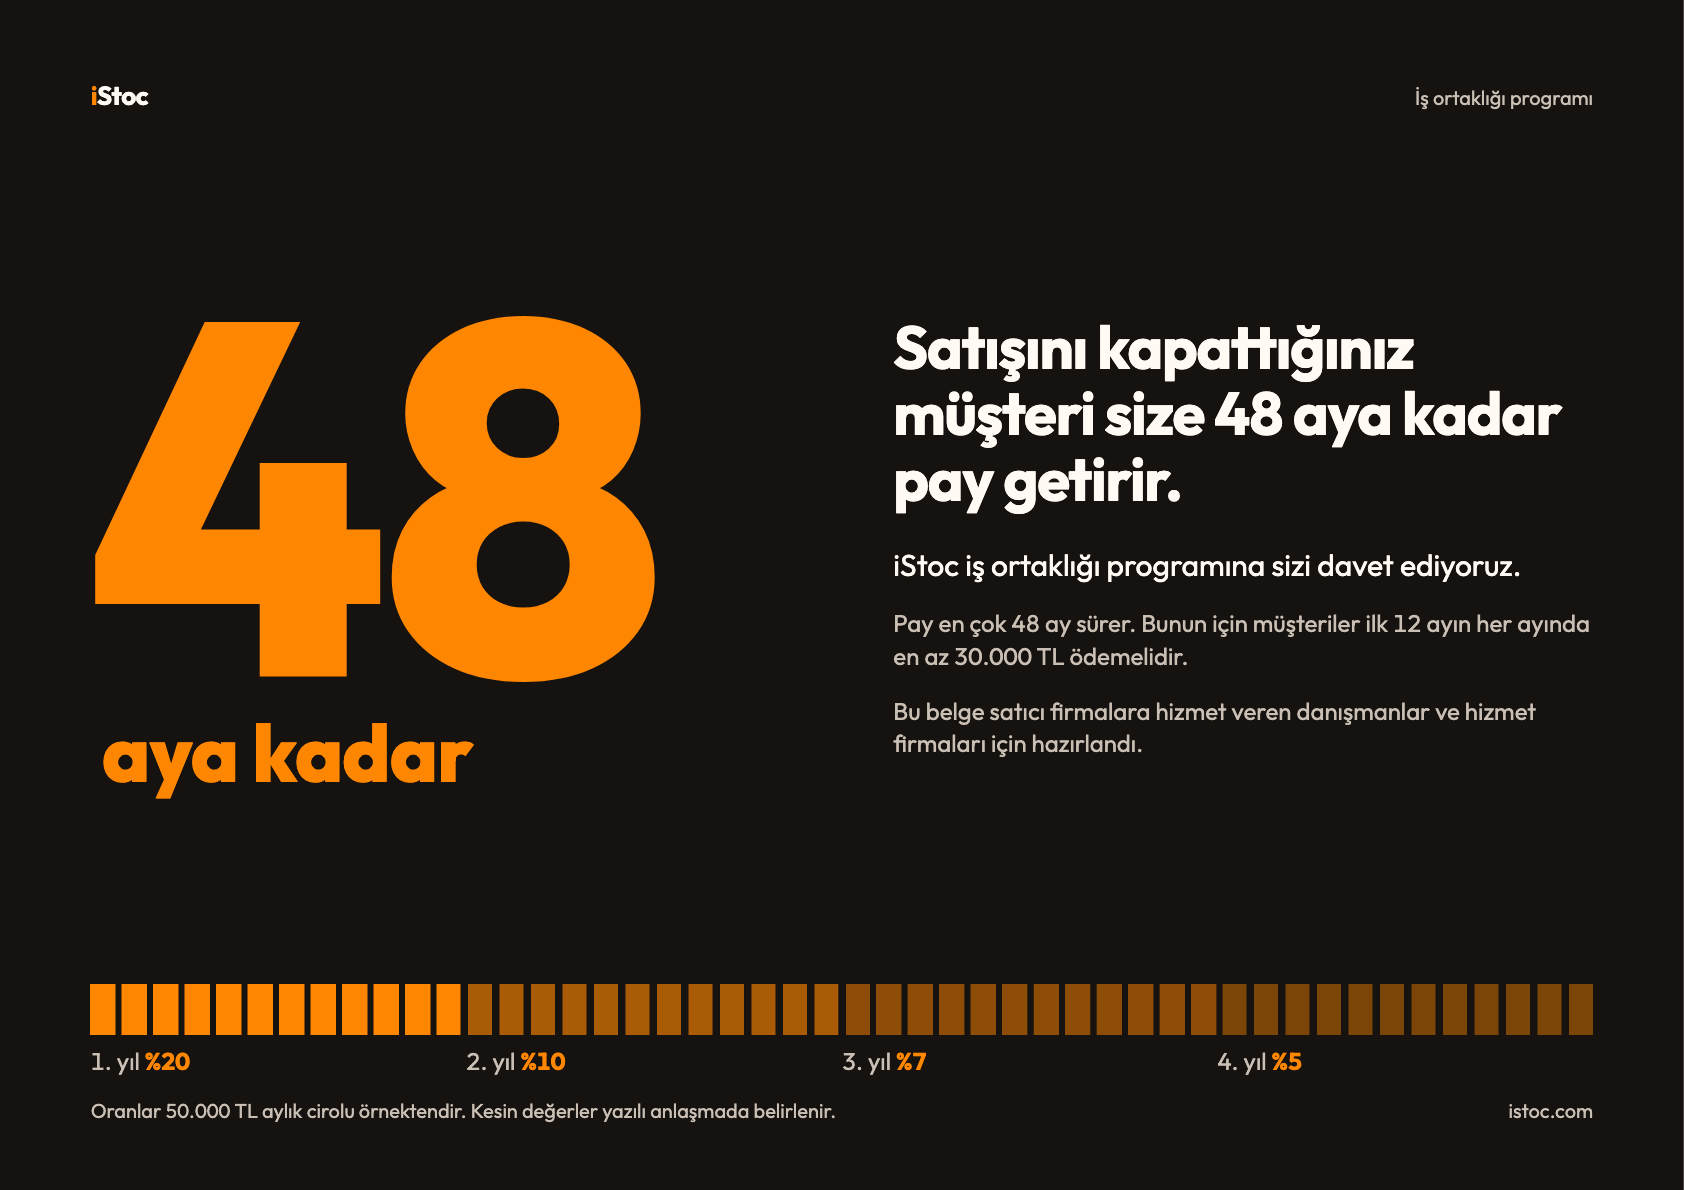 iStoc
İş ortaklığı programı
48
aya kadar
Satışını kapattığınız
müşteri size 48 aya kadar
pay getirir.
iStoc iş ortaklığı programına sizi davet ediyoruz.
Pay en çok 48 ay sürer. Bunun için müşteriler ilk 12 ayın her ayında
en az 30.000 TL ödemelidir.
Bu belge satıcı firmalara hizmet veren danışmanlar ve hizmet
firmaları için hazırlandı.
1. yıl %20
2. yıl %10
3. yıl %7
4. yıl %5
Oranlar 50.000 TL aylık cirolu örnektendir. Kesin değerler yazılı anlaşmada belirlenir.
istoc.com